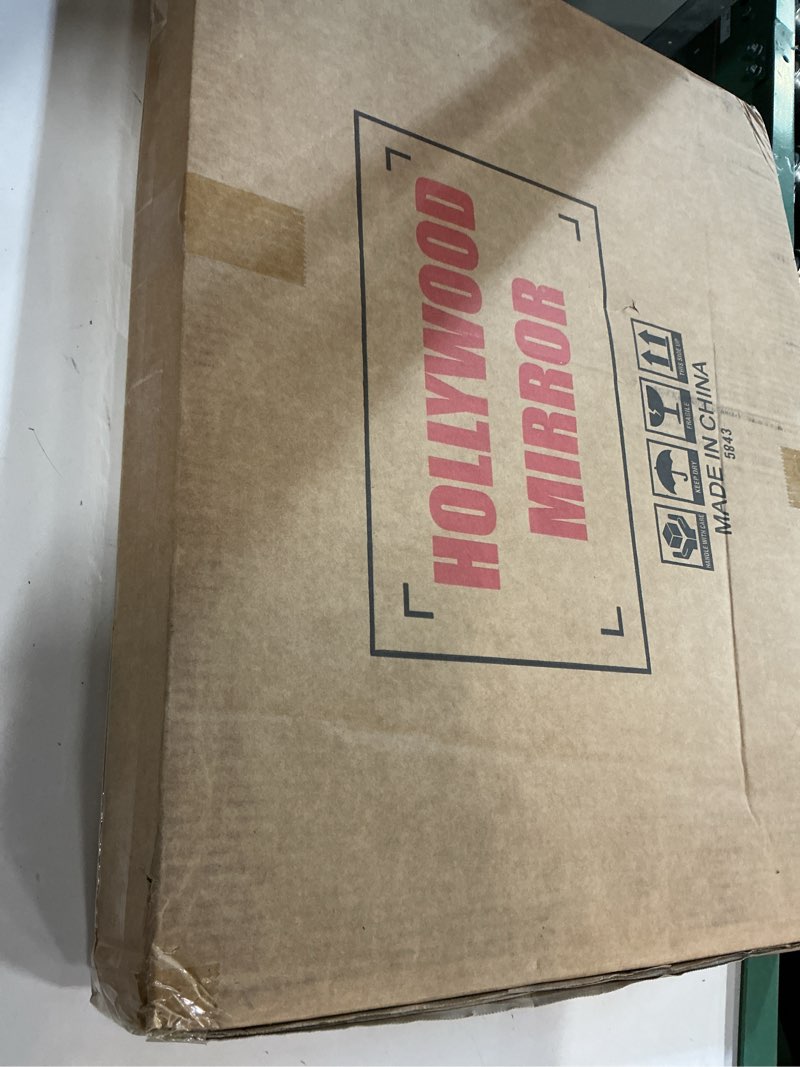 HOLLYWOOD
MIRROR
HANDLE WITH CARE
KEEP DRY
FRAGILE
THIS SIDE UP
MADE IN CHINA
5843